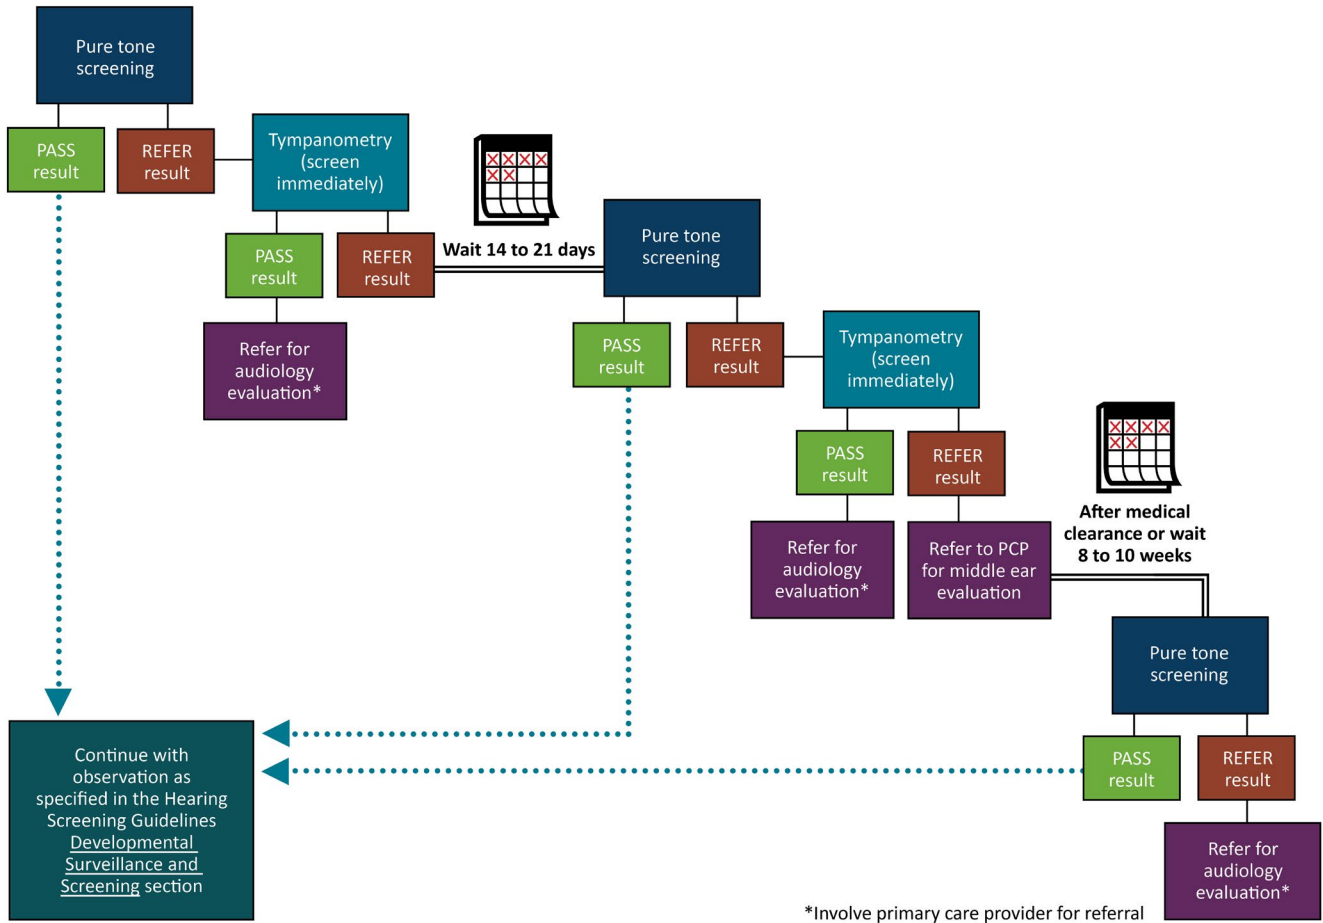 Pure tone
screening
PASS
result
REFER
result
Tympanometry
(screen
immediately)
PASS
result
REFER
result
Refer for
audiology
evaluation*
Wait 14 to 21 days
Pure tone
screening
PASS
result
REFER
result
Tympanometry
(screen
immediately)
PASS
result
REFER
result
Refer for
audiology
evaluation*
Refer to PCP
for middle ear
evaluation
After medical
clearance or wait
8 to 10 weeks
Pure tone
screening
PASS
result
REFER
result
Refer for
audiology
evaluation*
Continue with
observation as
specified in the Hearing
Screening Guidelines
Developmental
Surveillance and
Screening section
*Involve primary care provider for referral